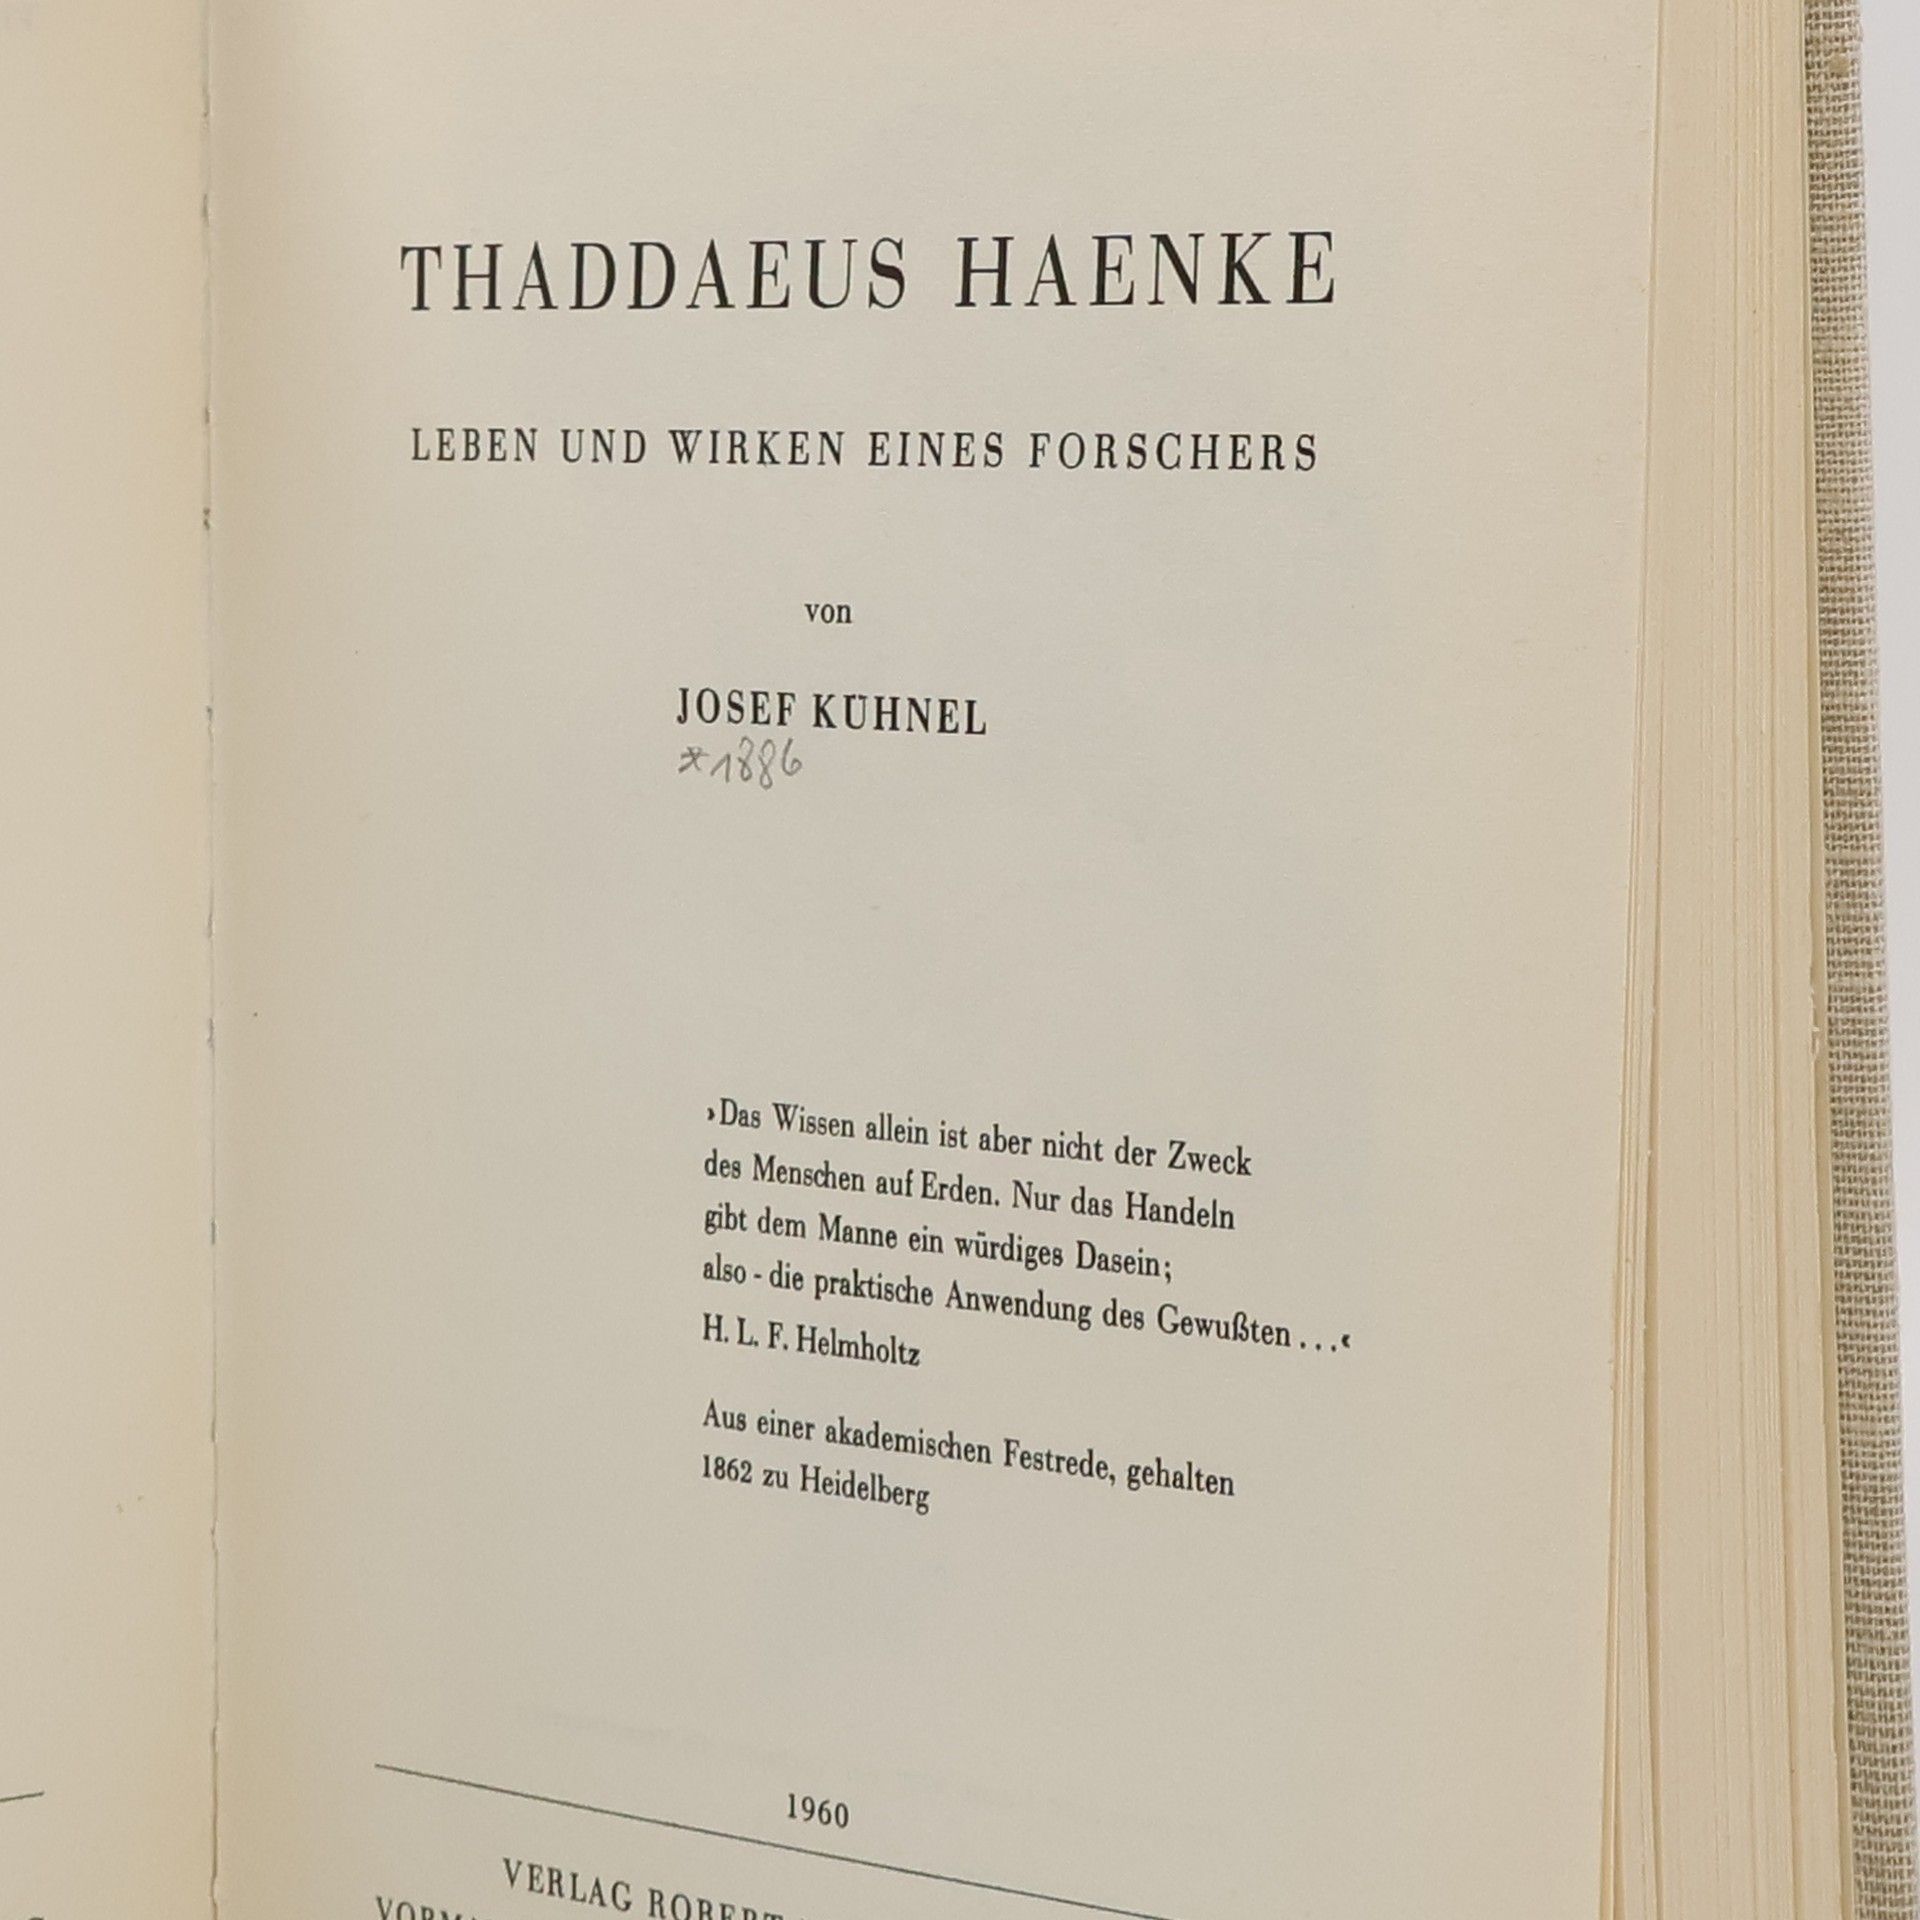 THADDAEUS HAENKE
LEBEN UND WIRKEN EINES FORSCHERS
von
JOSEF KÜHNEL
*1886
›Das Wissen allein ist aber nicht der Zweck
des Menschen auf Erden. Nur das Handeln
gibt dem Manne ein würdiges Dasein;
also - die praktische Anwendung des Gewußten . . .‹
H. L. F. Helmholtz
Aus einer akademischen Festrede, gehalten
1862 zu Heidelberg
1960
VERLAG ROBERT